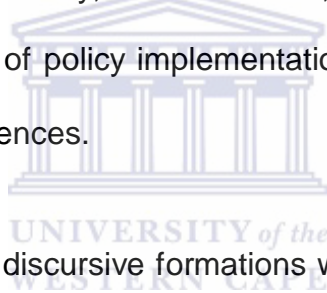 of policy implementatio
ences.
UNIVERSITY of the
discursive formations w
WESTERN CAPE